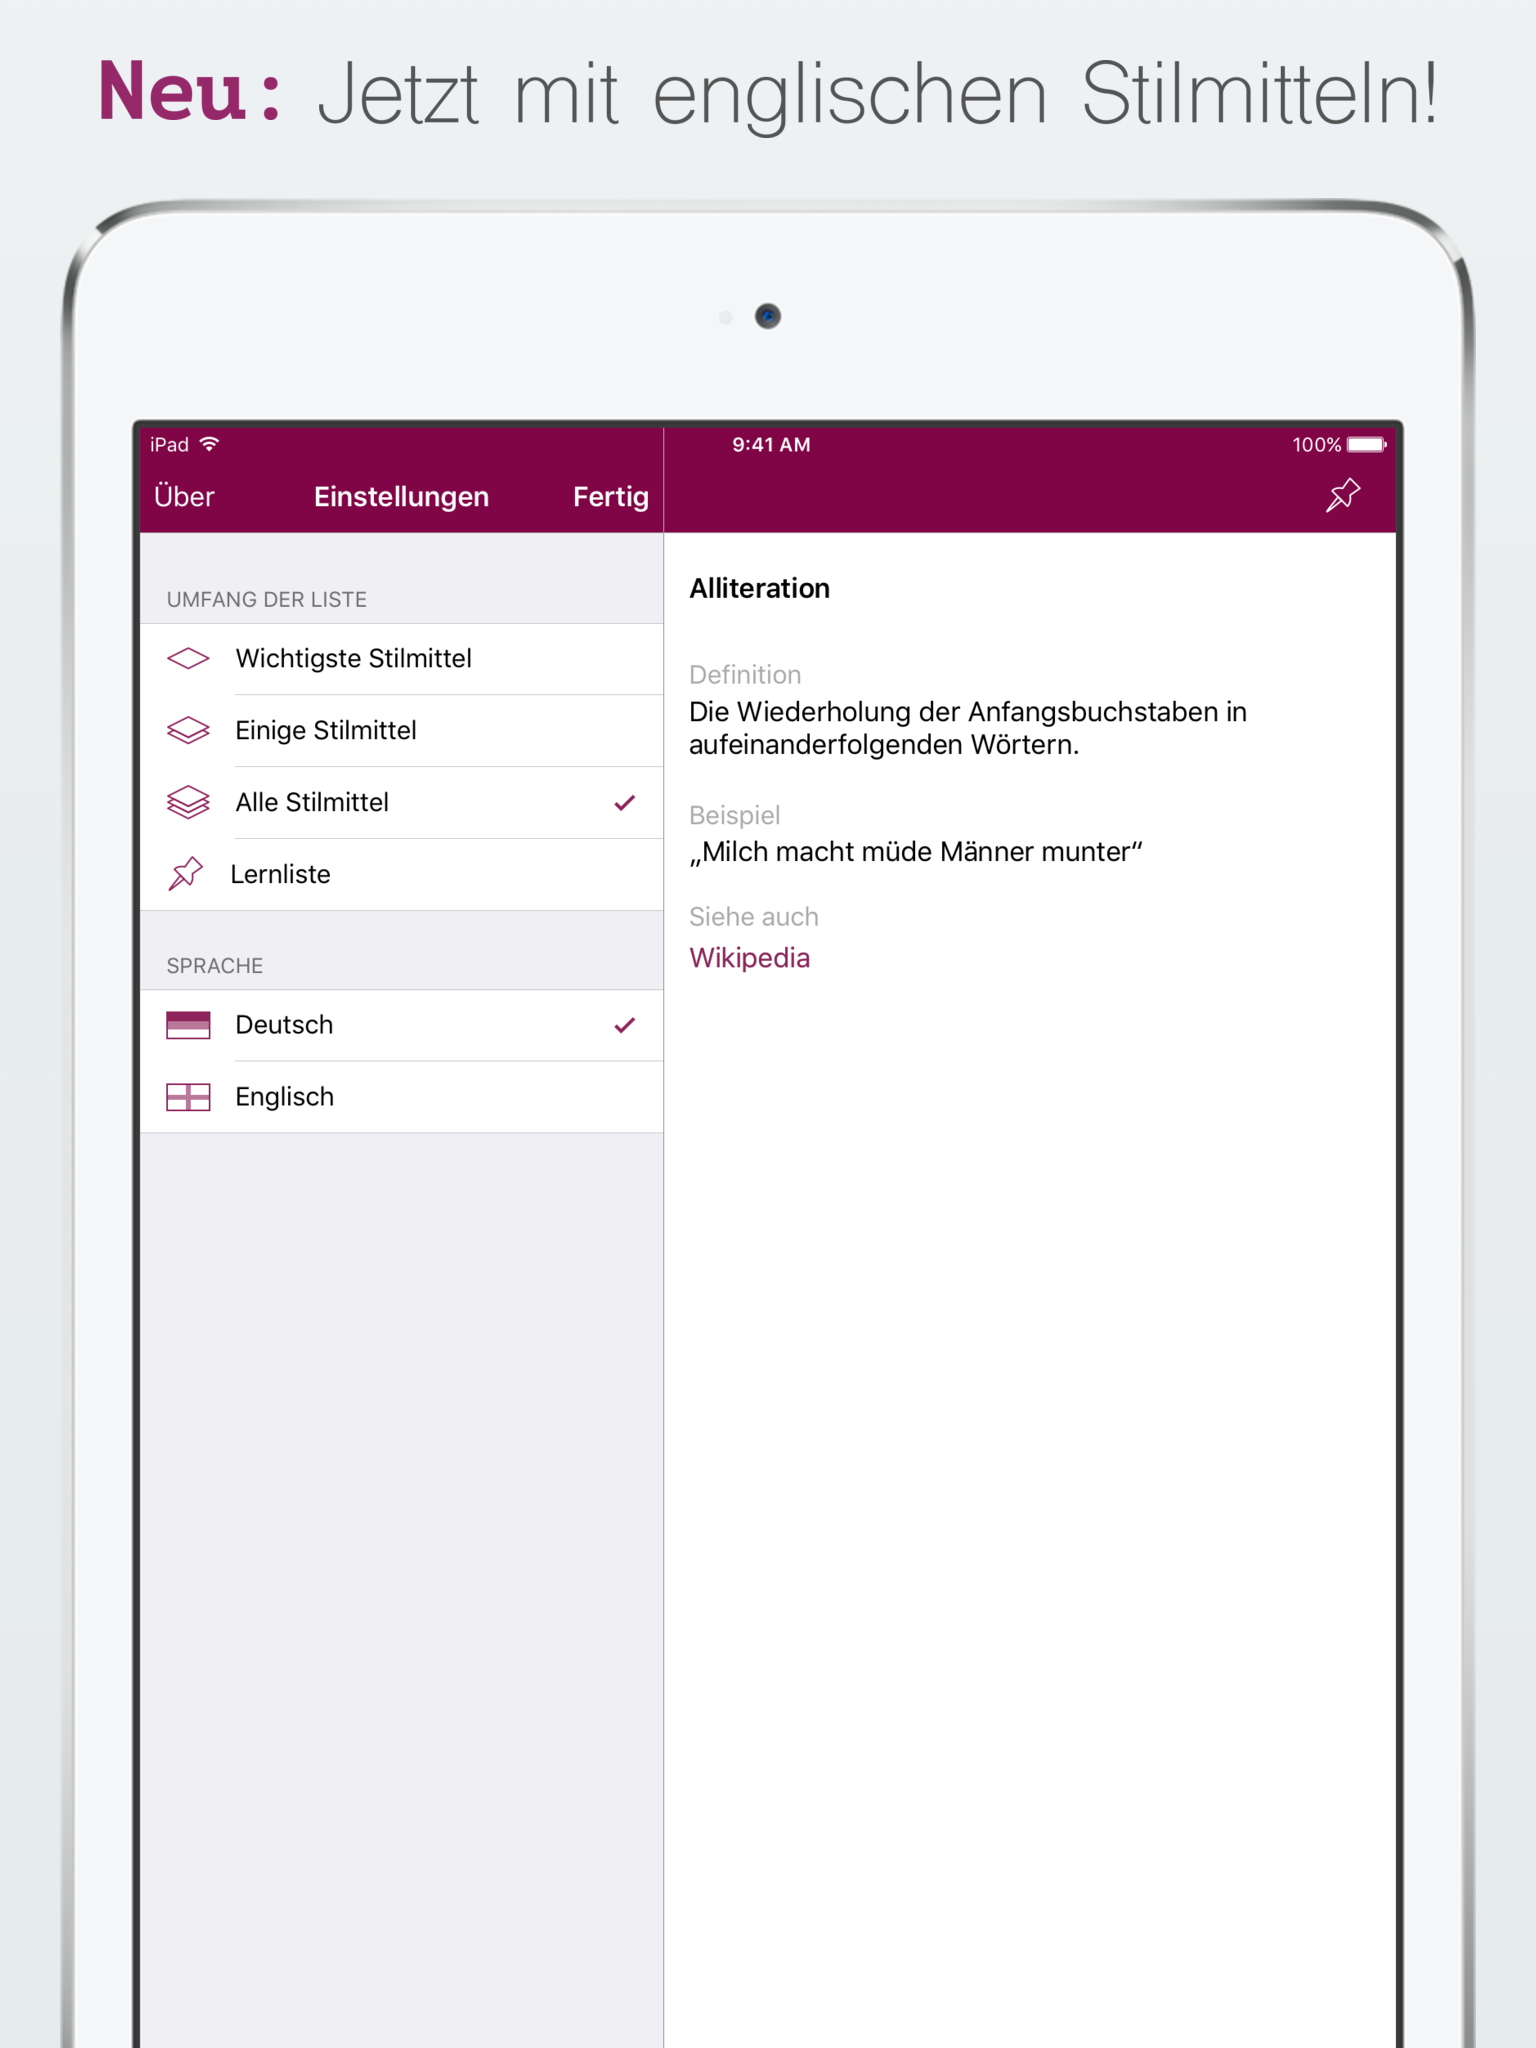 Neu: Jetzt mit englischen Stilmitteln!
iPad
9:41 AM
100%
Über
Einstellungen
Fertig
UMFANG DER LISTE
Wichtigste Stilmittel
Einige Stilmittel
Alle Stilmittel
Lernliste
SPRACHE
Deutsch
Englisch
Alliteration
Definition
Die Wiederholung der Anfangsbuchstaben in
aufeinanderfolgenden Wörtern.
Beispiel
„Milch macht müde Männer munter“
Siehe auch
Wikipedia